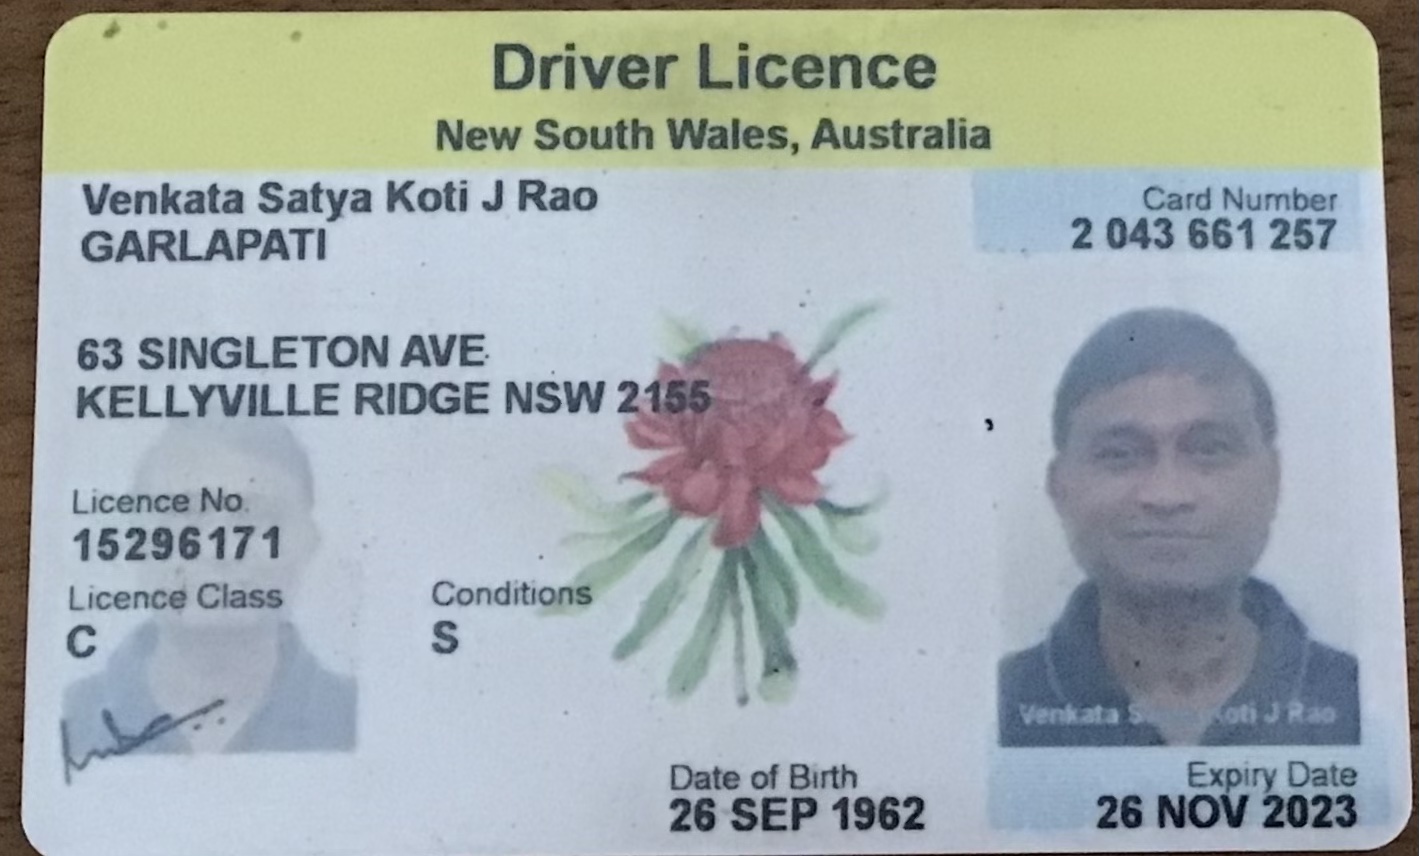 Driver Licence
New South Wales, Australia
Venkata Satya Koti J Rao
GARLAPATI
Card Number
2 043 661 257
63 SINGLETON AVE
KELLYVILLE RIDGE NSW 2155
Licence No.
15296171
Licence Class
C
Conditions
S
Venkata Koti J Rao
Date of Birth
26 SEP 1962
Expiry Date
26 NOV 2023